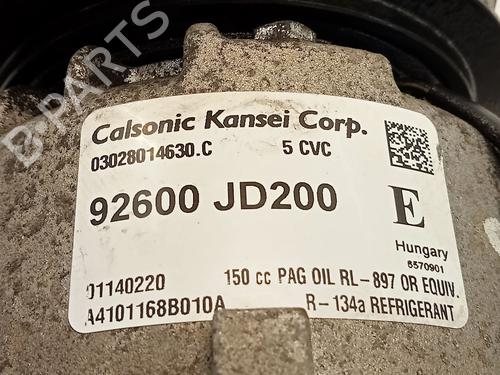 B-PARTS
Calsonic Kansei Corp.
03028014630.C 5 CVC
92600 JD200 E
Hungary
6570901
01140220 150 cc PAG OIL RL-897 OR EQUIV.
A4101168B010A R-134a REFRIGERANT